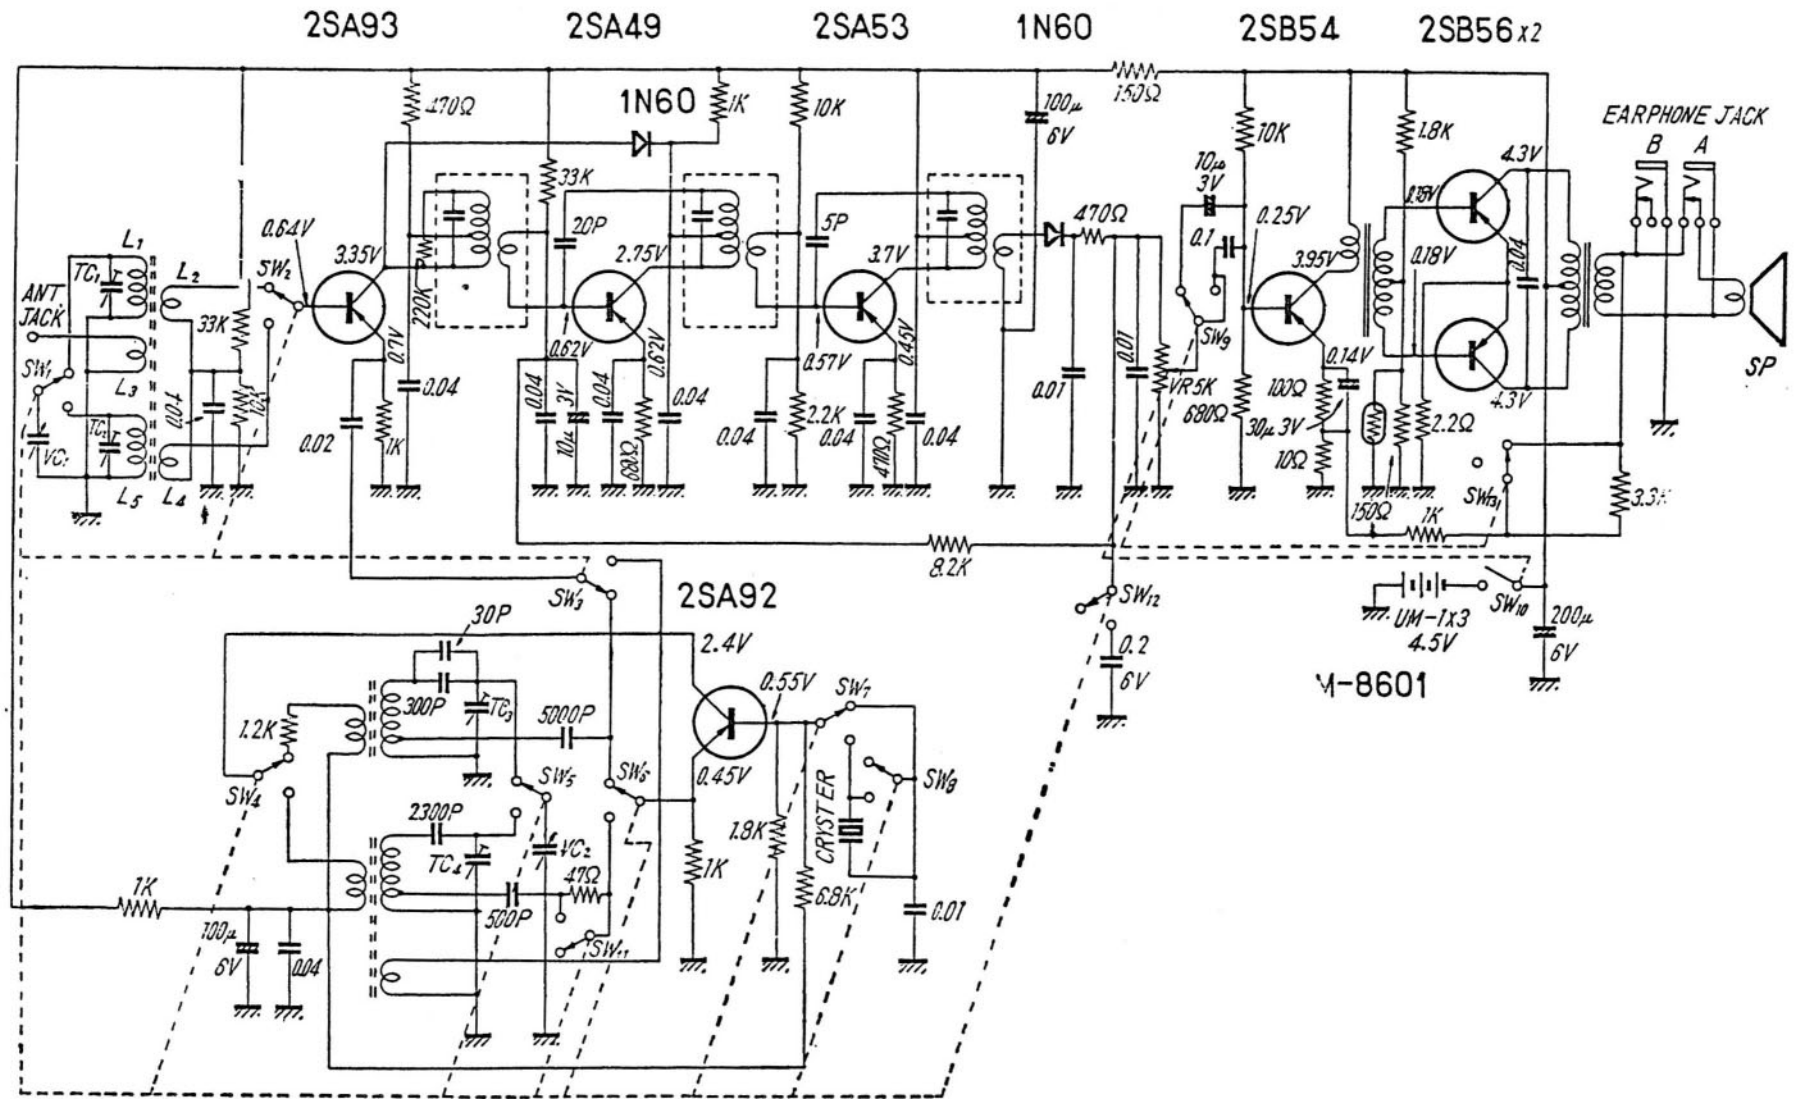 2SA93
2SA49
2SA53
1N60
2SB54
2SB56 x2
470Ω
1N60
1K
10K
100μ
6V
150Ω
10K
1.8K
EARPHONE JACK
B
A
4.3V
33K
10μ
3V
0.64V
20P
5P
470Ω
0.25V
0.1
L1
L2
TC1
SW2
3.35V
2.75V
3.7V
3.95V
0.18V
0.04
ANT
JACK
33K
220K
0.7V
0.62V
0.62V
0.57V
0.45V
SW9
0.14V
SP
SW1
L3
0.04
10K
0.04
0.01
0.01
VR5K
680Ω
100Ω
4.3V
VC1
L5
L4
0.02
1K
0.04
3V
10μ
0.04
680Ω
0.04
0.04
2.2K
0.04
470Ω
0.04
30μ 3V
10Ω
2.2Ω
150Ω
1K
SW13
3.3K
8.2K
SW3
2SA92
SW12
UM-1x3
4.5V
SW10
200μ
6V
30P
2.4V
0.2
6V
M-8601
300P
TC3
5000P
0.55V
SW7
1.2K
0.45V
SW4
SW5
SW6
SW8
2300P
TC4
VC2
47Ω
1K
1.8K
CRYSTER
6.8K
1K
500P
SW11
0.01
100μ
6V
0.04